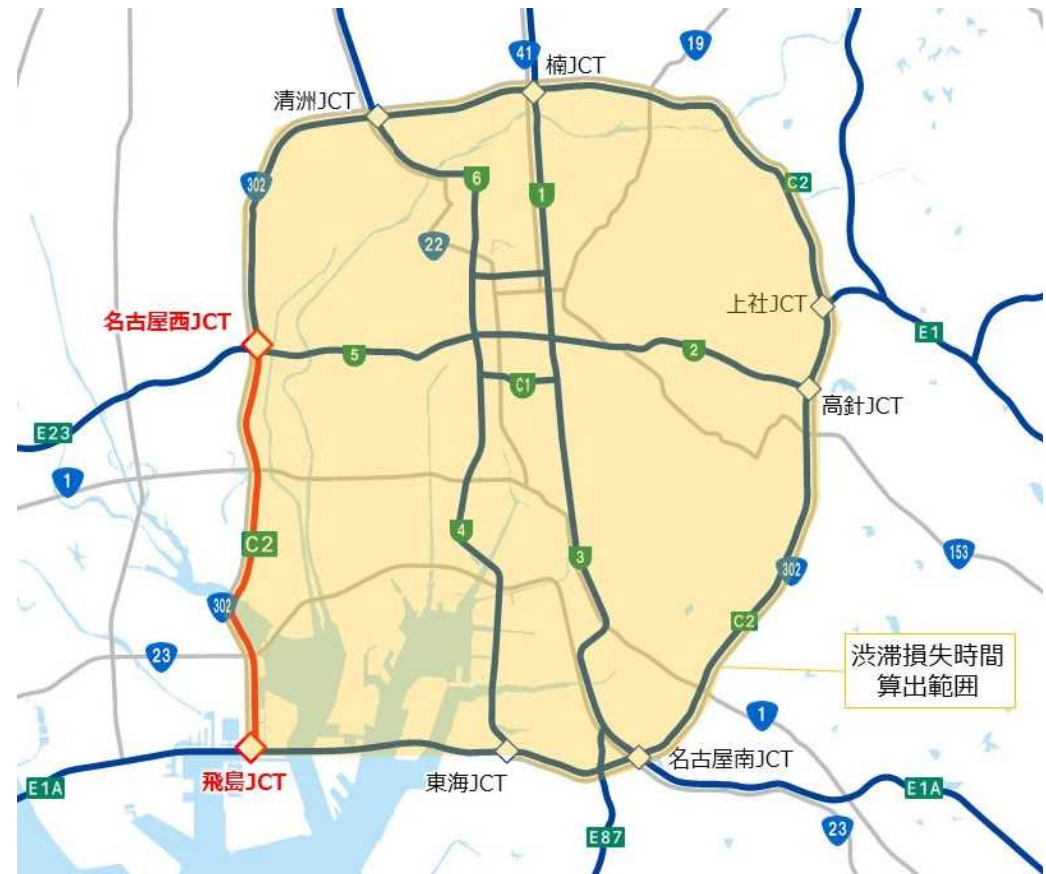 19
41
楠JCT
清洲JCT
302
6
1
C2
22
上社JCT
名古屋西JCT
E1
5
2
C1
高針JCT
E23
1
4
C2
3
153
302
302
C2
23
渋滞損失時間
算出範囲
1
名古屋南JCT
飛島JCT
東海JCT
E1A
E1A
23
E87